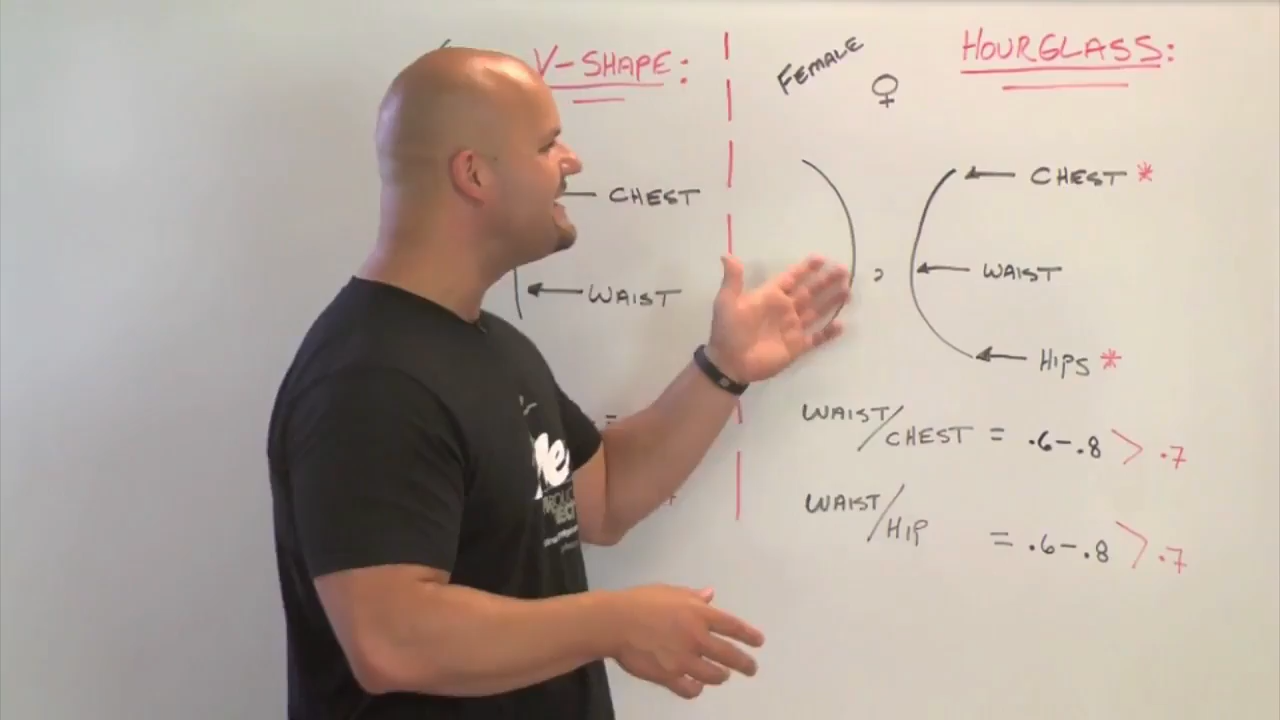 V-SHAPE:
CHEST
WAIST
=
FEMALE ♀
HOURGLASS:
CHEST *
WAIST
HIPS *
WAIST/CHEST = .6-.8 > .7
WAIST/HIP = .6-.8 > .7